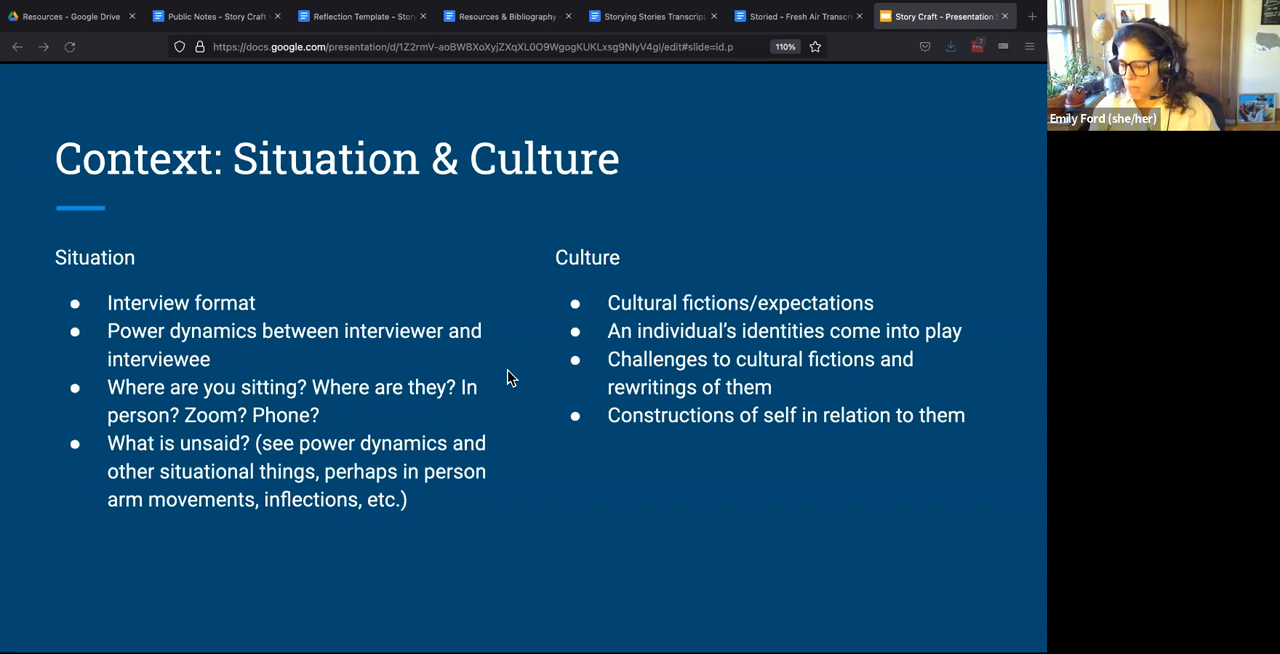 Resources - Google Drive
Public Notes - Story Craft
Reflection Template - Story
Resources & Bibliography -
Storying Stories Transcript
Storied - Fresh Air Transcri
Story Craft - Presentation S
https://docs.google.com/presentation/d/1Z2rmV-aoBWBXoXyjZXqXL0O9WgogKUKLxsg9NIyV4gI/edit#slide=id.p
110%
Emily Ford (she/her)
Context: Situation & Culture
Situation
● Interview format
● Power dynamics between interviewer and
interviewee
● Where are you sitting? Where are they? In
person? Zoom? Phone?
● What is unsaid? (see power dynamics and
other situational things, perhaps in person
arm movements, inflections, etc.)
Culture
● Cultural fictions/expectations
● An individual's identities come into play
● Challenges to cultural fictions and
rewritings of them
● Constructions of self in relation to them